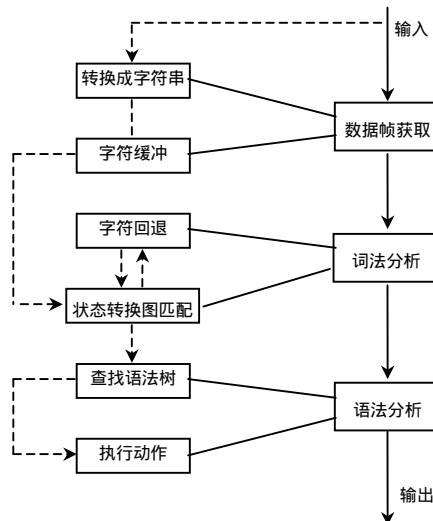 输入
转换成字符串
数据帧获取
字符缓冲
字符回退
词法分析
状态转换图匹配
查找语法树
语法分析
执行动作
输出